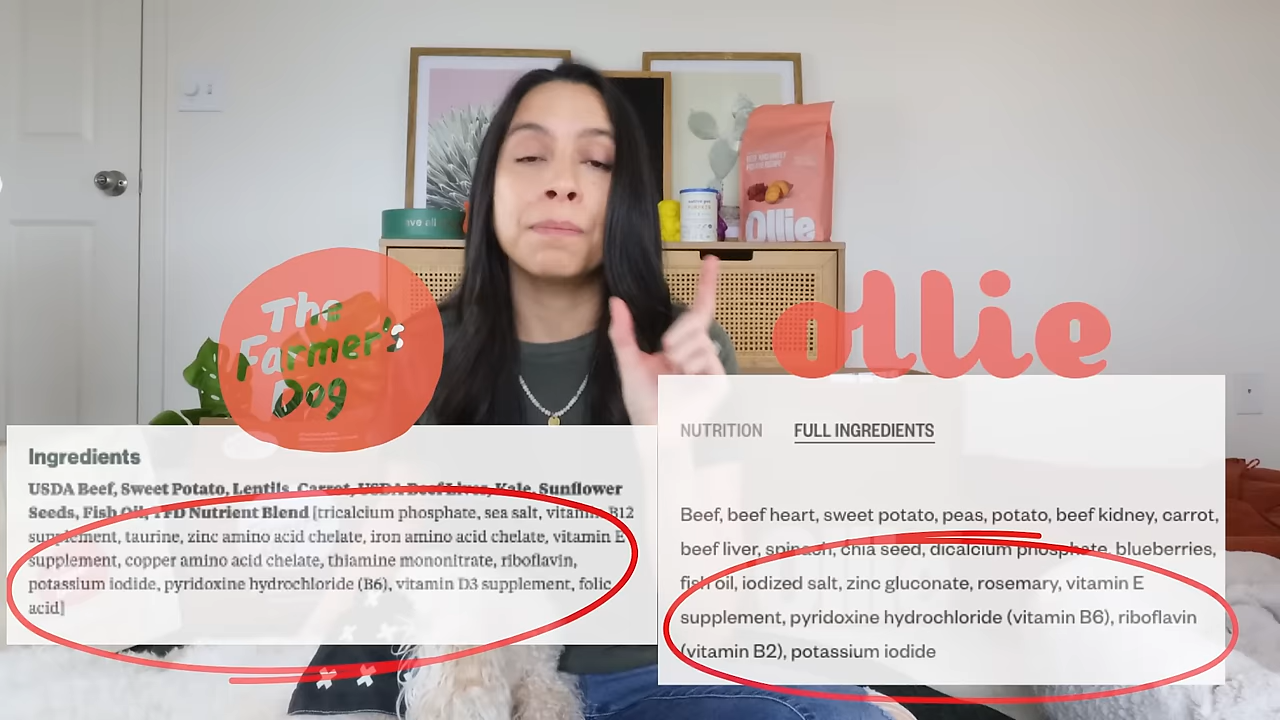 ave all
Ollie
The
Farmer's
Dog
ollie
Ingredients
USDA Beef, Sweet Potato, Lentils, Carrot, USDA Beef Liver, Kale, Sunflower
Seeds, Fish Oil, TFD Nutrient Blend [tricalcium phosphate, sea salt, vitamin B12
supplement, taurine, zinc amino acid chelate, iron amino acid chelate, vitamin E
supplement, copper amino acid chelate, thiamine mononitrate, riboflavin,
potassium iodide, pyridoxine hydrochloride (B6), vitamin D3 supplement, folic
acid]
NUTRITION FULL INGREDIENTS
Beef, beef heart, sweet potato, peas, potato, beef kidney, carrot,
beef liver, spinach, chia seed, dicalcium phosphate, blueberries,
fish oil, iodized salt, zinc gluconate, rosemary, vitamin E
supplement, pyridoxine hydrochloride (vitamin B6), riboflavin
(vitamin B2), potassium iodide